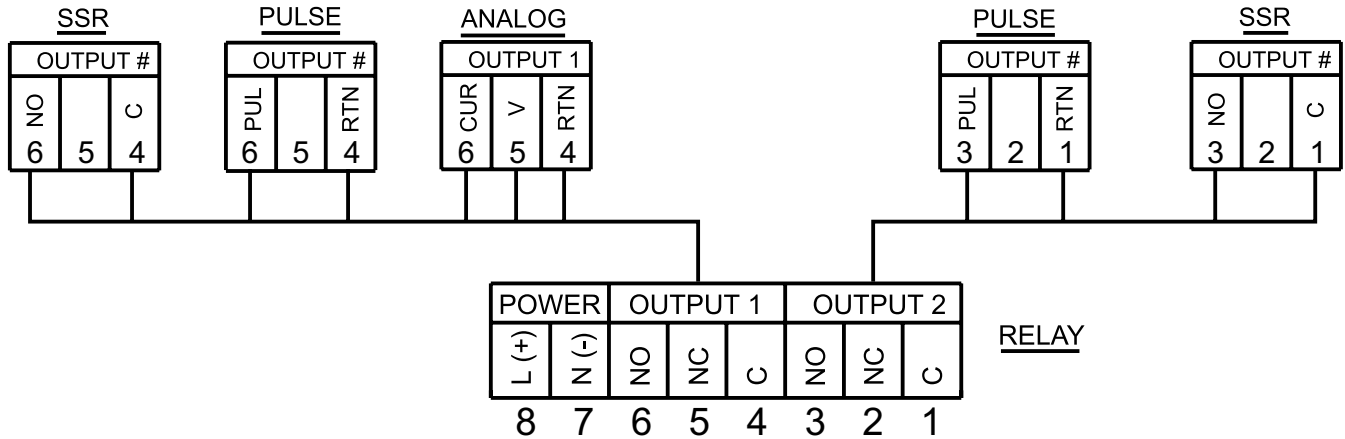 SSR
OUTPUT #
NO C
6 5 4
PULSE
OUTPUT #
PUL RTN
6 5 4
ANALOG
OUTPUT 1
CUR V RTN
6 5 4
PULSE
OUTPUT #
PUL RTN
3 2 1
SSR
OUTPUT #
NO C
3 2 1
POWER OUTPUT 1 OUTPUT 2
L (+) N (-) NO NC C NO NC C
8 7 6 5 4 3 2 1
RELAY